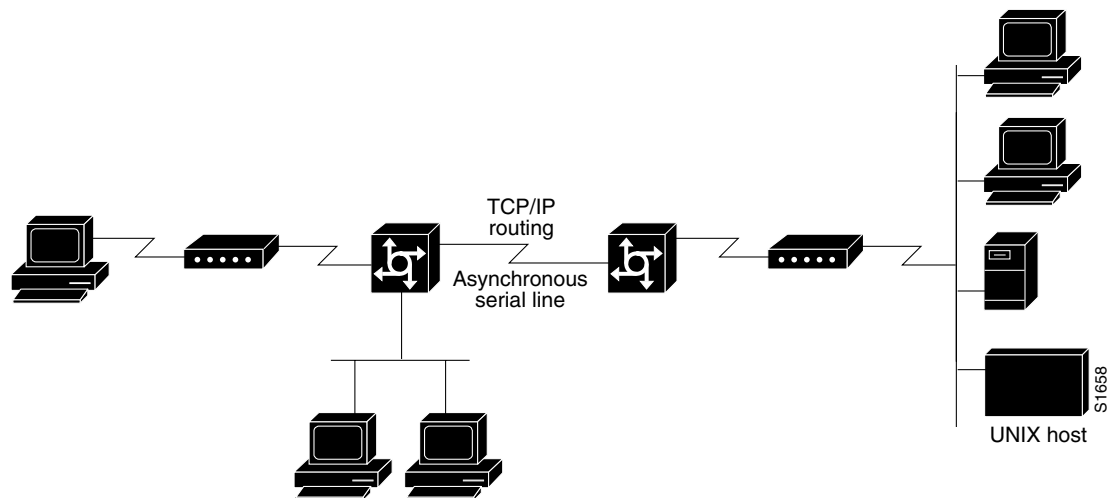 TCP/IP
routing
Asynchronous
serial line
UNIX host
S1658